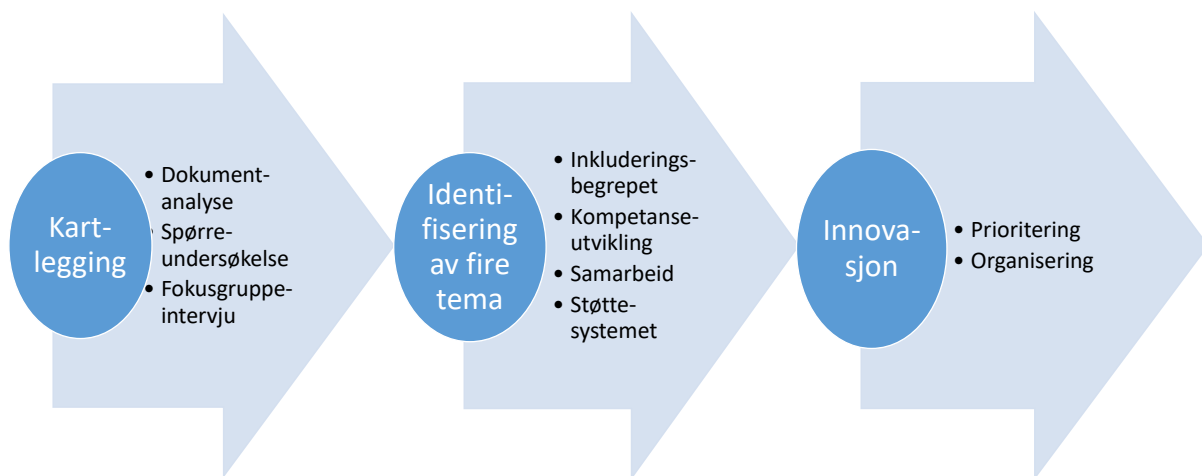 Kart-
legging
• Dokument-
analyse
• Spørre-
undersøkelse
• Fokusgruppe-
intervju
Identi-
fisering
av fire
tema
• Inkluderings-
begrepet
• Kompetanse-
utvikling
• Samarbeid
• Støtte-
systemet
Innova-
sjon
• Prioritering
• Organisering